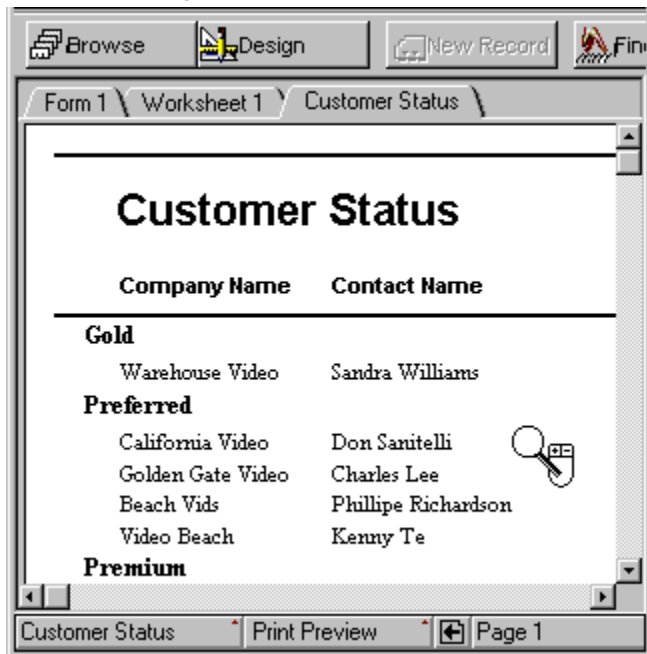 Browse Design New Record Fin
Form 1 Worksheet 1 Customer Status
Customer Status
Company Name Contact Name
Gold
Warehouse Video Sandra Williams
Preferred
California Video Don Sanitelli
Golden Gate Video Charles Lee
Beach Vids Phillipe Richardson
Video Beach Kenny Te
Premium
Customer Status Print Preview Page 1